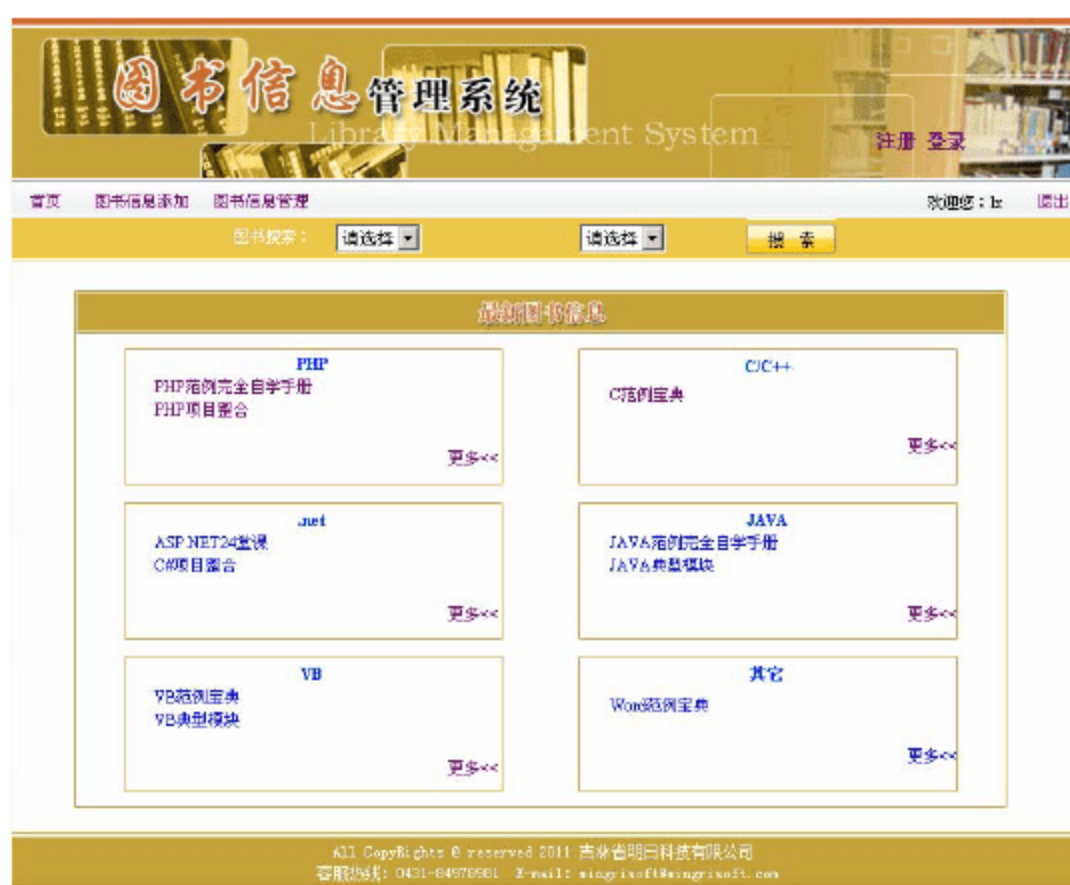 图书信息管理系统
Library Management System
注册 登录
首页 图书信息添加 图书信息管理 欢迎您：lx 退出
图书搜索： 请选择 请选择 搜 索
最新图书信息
PHP
PHP范例完全自学手册
PHP项目整合
更多<<
C/C++
C范例宝典
更多<<
.net
ASP.NET24堂课
C#项目整合
更多<<
JAVA
JAVA范例完全自学手册
JAVA典型模块
更多<<
VB
VB范例宝典
VB典型模块
更多<<
其它
Word范例宝典
更多<<
All CopyRights © reserved 2011 吉林省明日科技有限公司
客服热线: 0431-84978981 E-mail: mingrisoft@mingrisoft.com